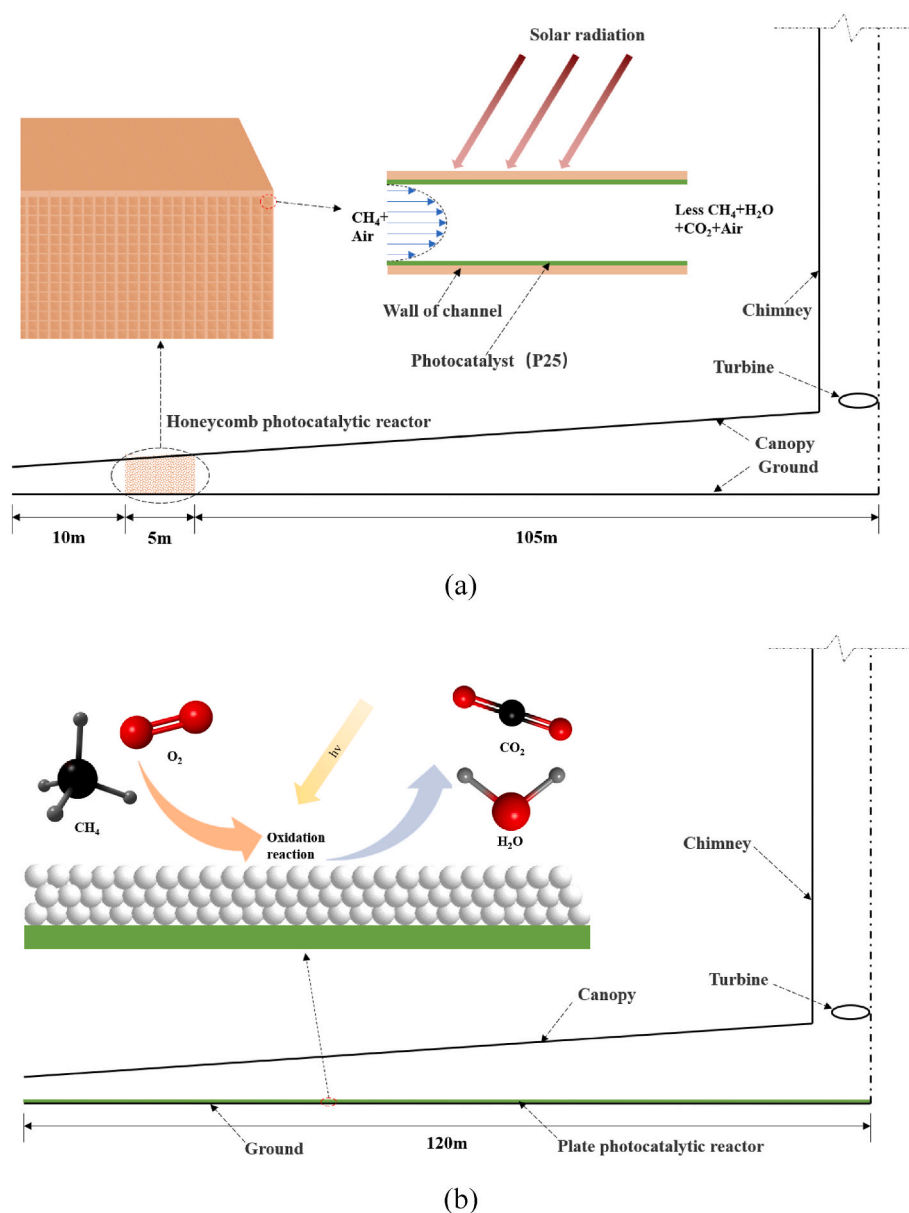 Solar radiation
CH₄+
Air
Less CH₄+H₂O
+CO₂+Air
Wall of channel
Photocatalyst（P25）
Chimney
Turbine
Honeycomb photocatalytic reactor
Canopy
Ground
10m
5m
105m
(a)
O₂
CH₄
hv
CO₂
H₂O
Oxidation
reaction
Chimney
Turbine
Canopy
Ground
120m
Plate photocatalytic reactor
(b)